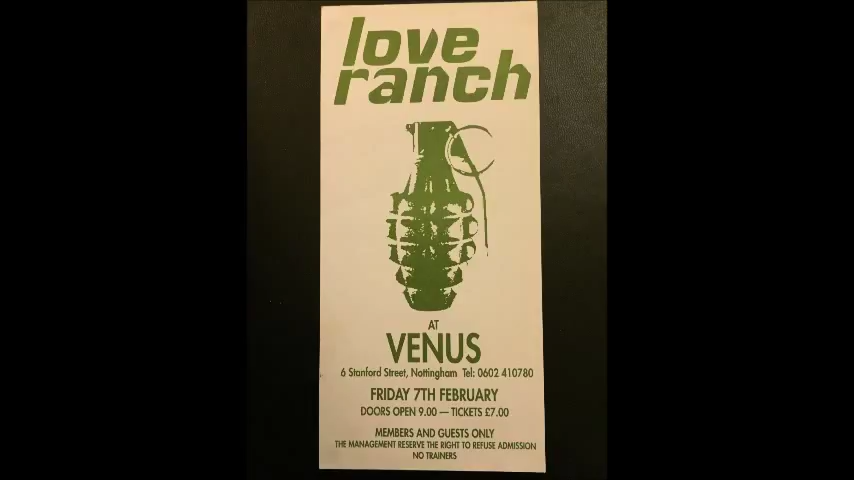 love
ranch
AT
VENUS
6 Stanford Street, Nottingham Tel: 0602 410780
FRIDAY 7TH FEBRUARY
DOORS OPEN 9.00 — TICKETS £7.00
MEMBERS AND GUESTS ONLY
THE MANAGEMENT RESERVE THE RIGHT TO REFUSE ADMISSION
NO TRAINERS